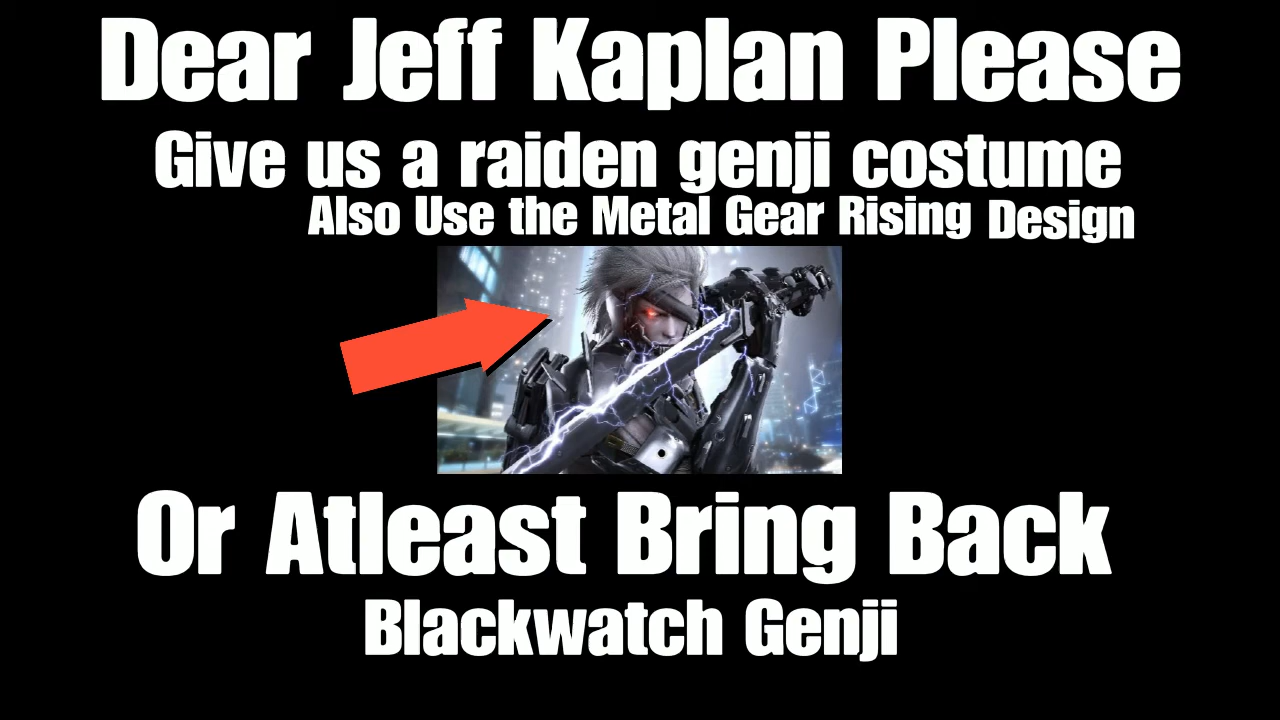 Dear Jeff Kaplan Please
Give us a raiden genji costume
Also Use the Metal Gear Rising Design
Or Atleast Bring Back
Blackwatch Genji